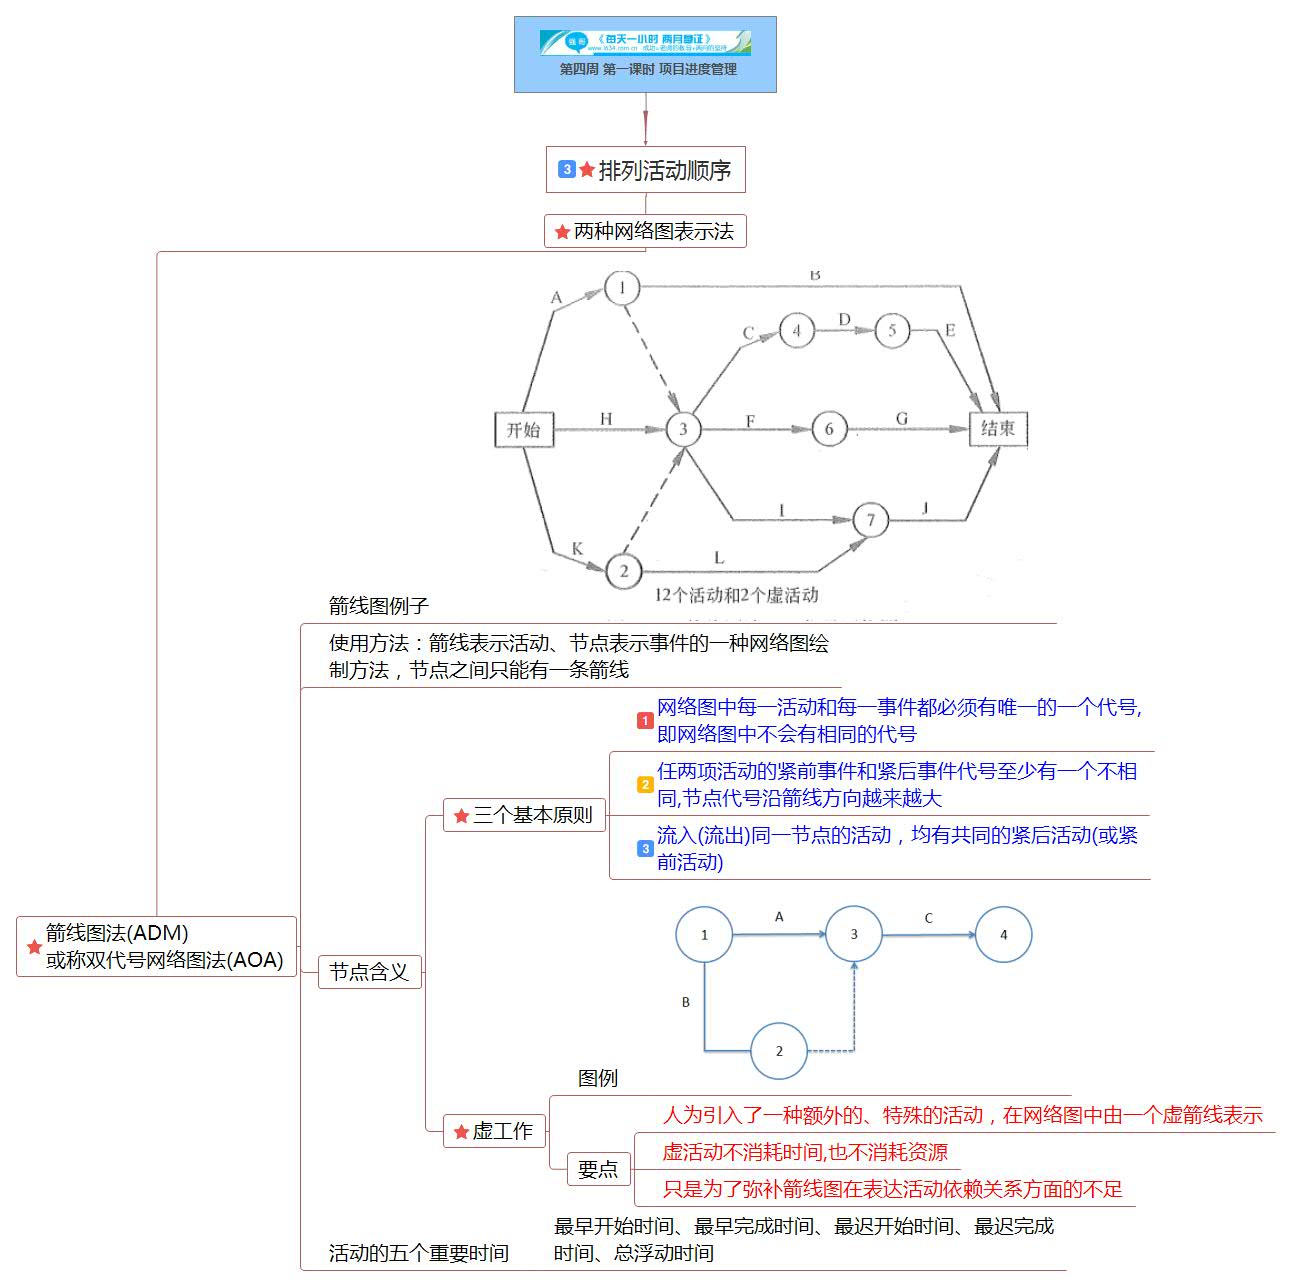 强哥
《每天一小时 两月拿证》
第四周 第一课时 项目进度管理
3 排列活动顺序
两种网络图表示法
A
1
B
C
4
D
5
E
开始
H
3
F
6
G
结束
I
7
J
K
2
L
12个活动和2个虚活动
箭线图例子
使用方法：箭线表示活动、节点表示事件的一种网络图绘
制方法，节点之间只能有一条箭线
1 网络图中每一活动和每一事件都必须有唯一的一个代号,
即网络图中不会有相同的代号
2 任两项活动的紧前事件和紧后事件代号至少有一个不相
同,节点代号沿箭线方向越来越大
三个基本原则
3 流入(流出)同一节点的活动，均有共同的紧后活动(或紧
前活动)
箭线图法(ADM)
或称双代号网络图法(AOA)
节点含义
1
A
3
C
4
B
2
图例
虚工作
人为引入了一种额外的、特殊的活动，在网络图中由一个虚箭线表示
虚活动不消耗时间,也不消耗资源
要点
只是为了弥补箭线图在表达活动依赖关系方面的不足
活动的五个重要时间
最早开始时间、最早完成时间、最迟开始时间、最迟完成
时间、总浮动时间